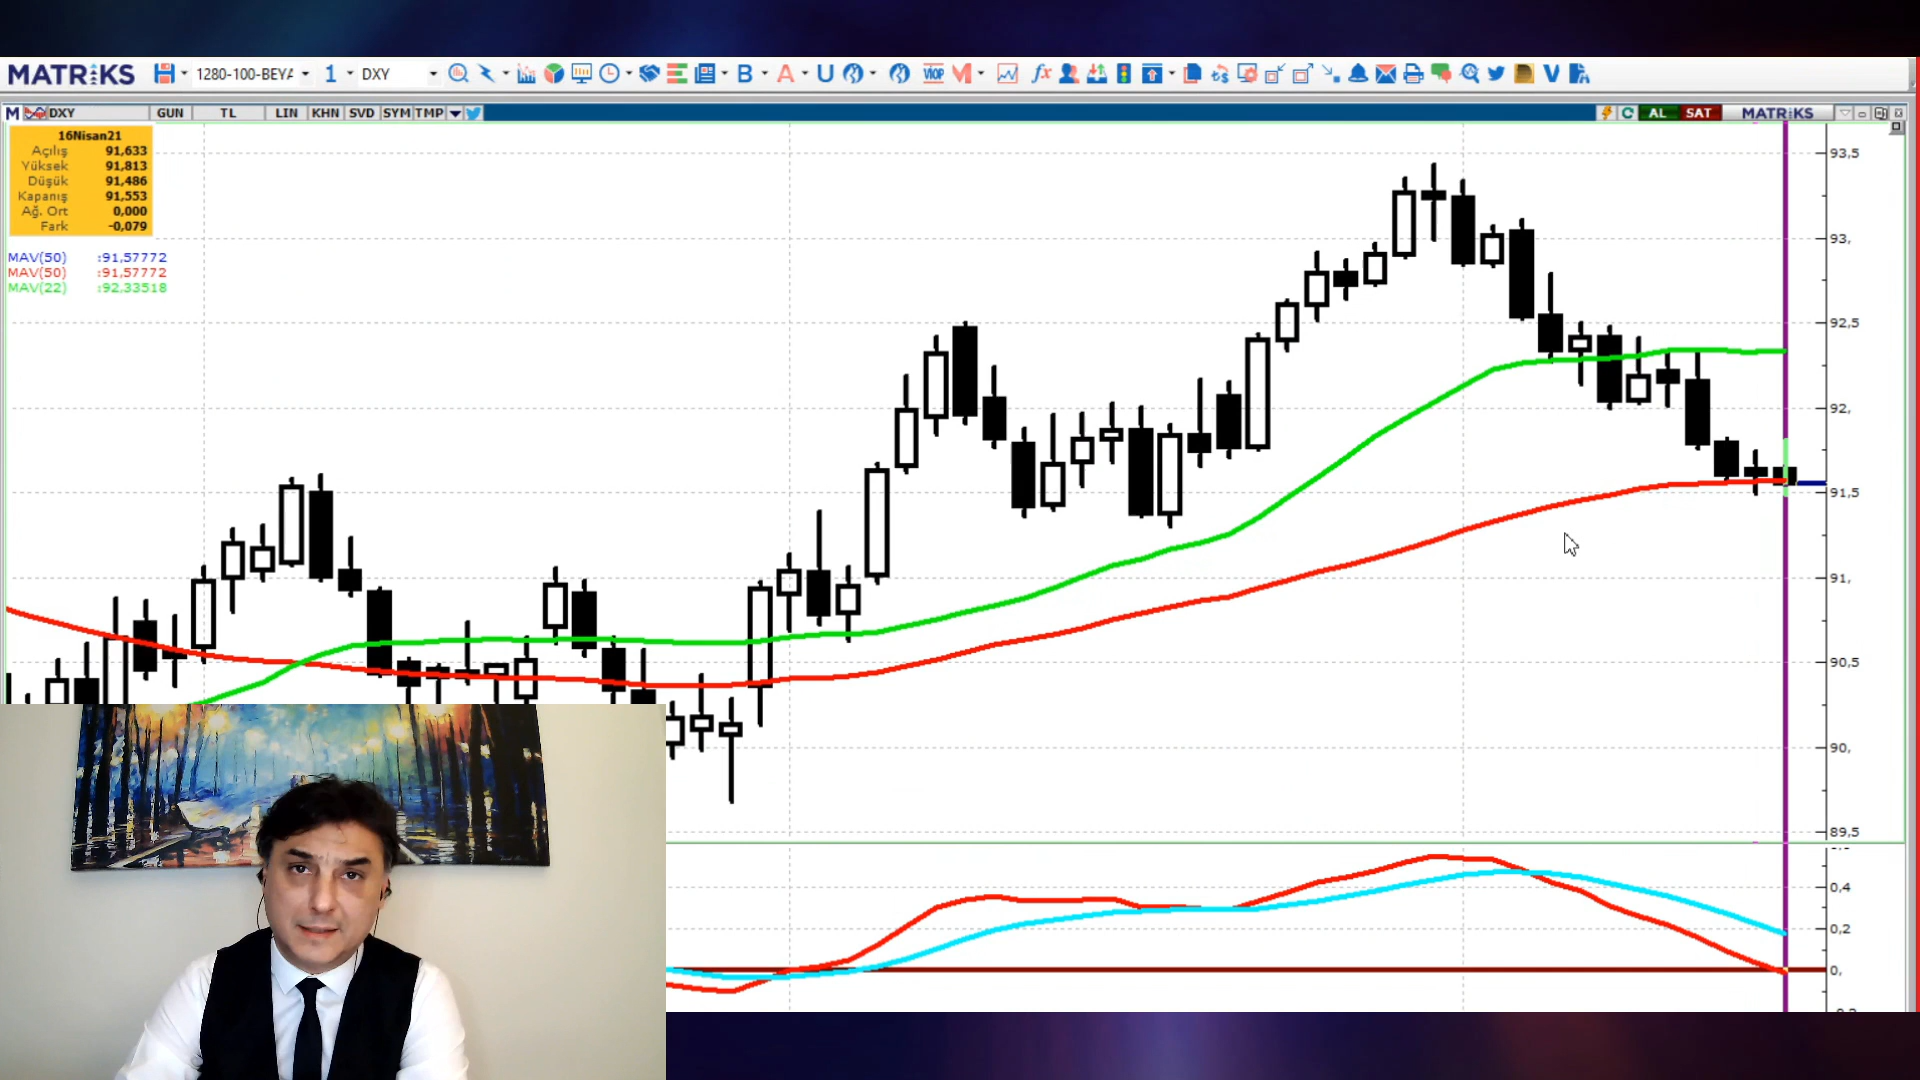 MATRiKS 1280-100-BEYA 1 DXY B A U VIOP M fx V
M DXY GUN TL LIN KHN SVD SYM TMP AL SAT MATRiKS
16Nisan21
Açılış 91,633
Yüksek 91,813
Düşük 91,486
Kapanış 91,553
Ağ. Ort 0,000
Fark -0,079
MAV(50) :91,57772
MAV(50) :91,57772
MAV(22) :92,33518
93,5
93,
92,5
92,
91,5
91,
90,5
90,
89,5
0,4
0,2
0,